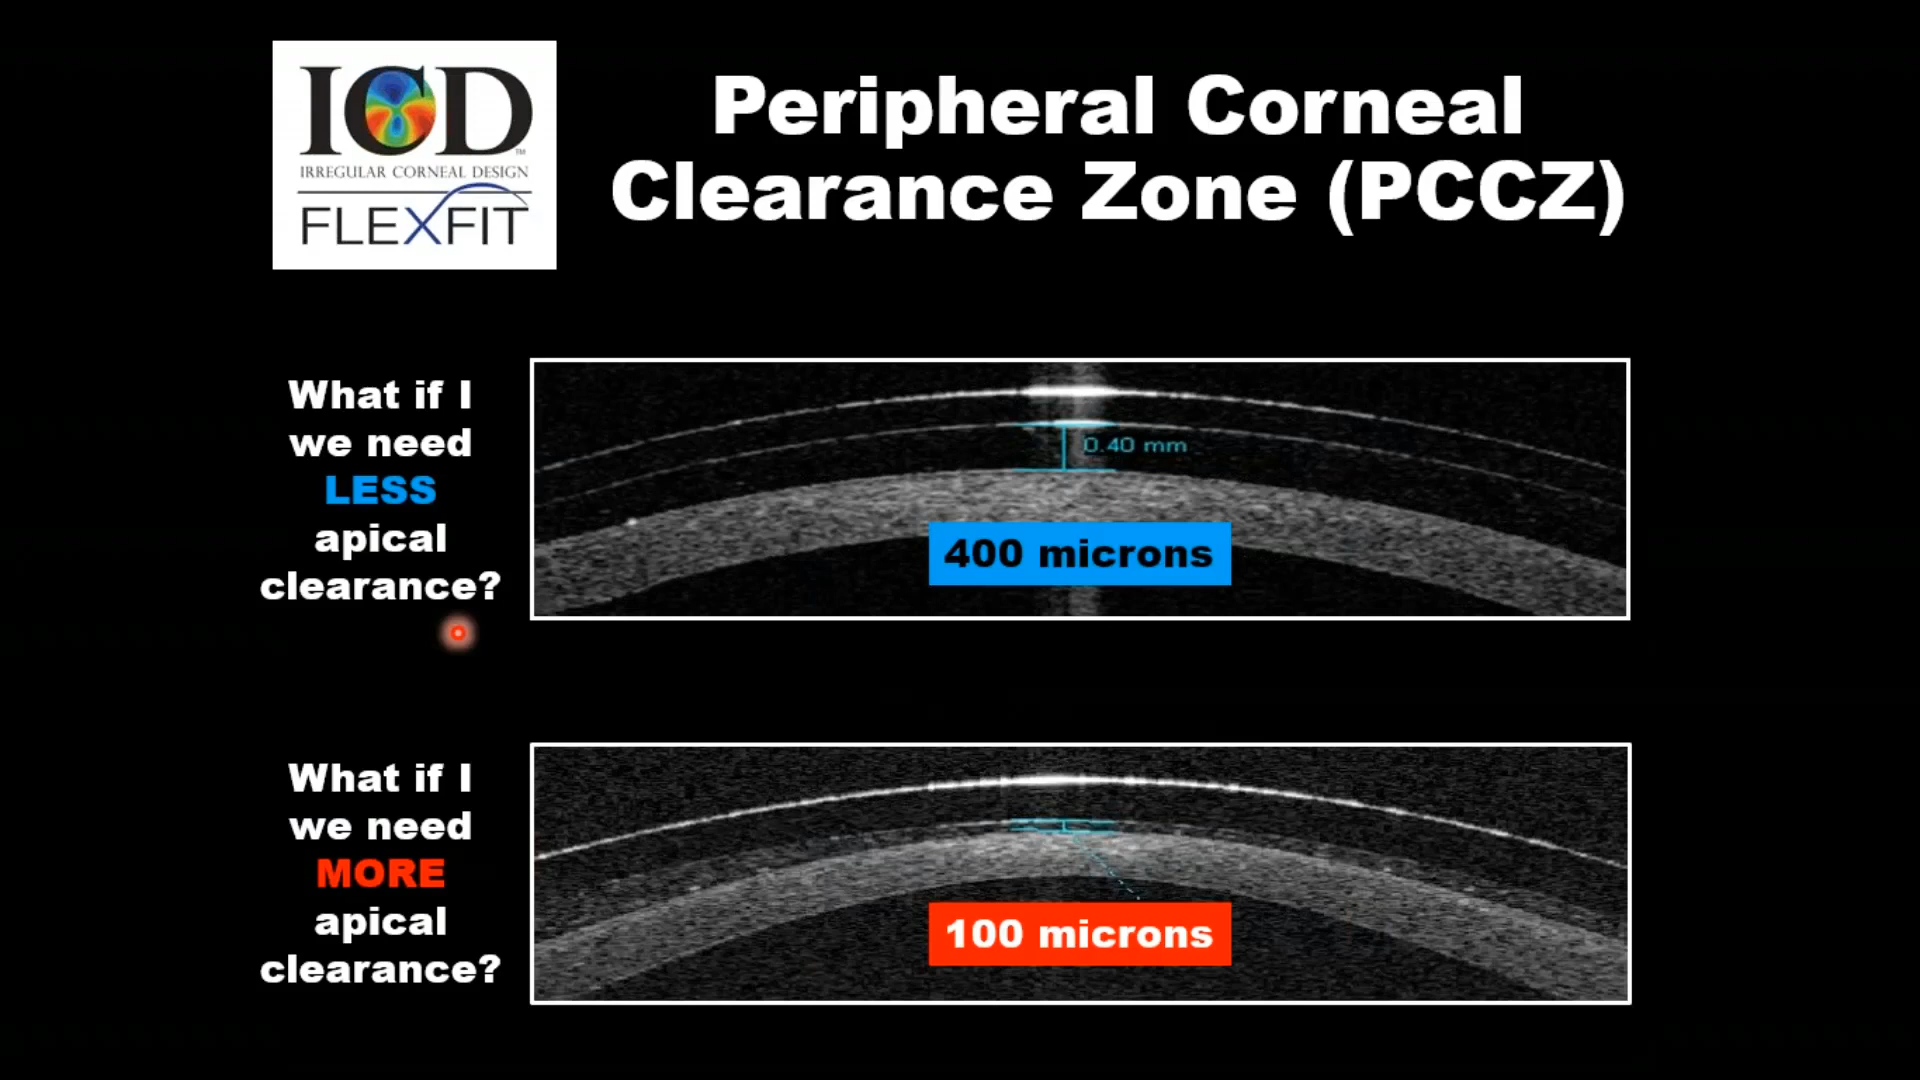 ICD™
IRREGULAR CORNEAL DESIGN
FLEXFIT
Peripheral Corneal
Clearance Zone (PCCZ)
What if I
we need
LESS
apical
clearance?
0.40 mm
400 microns
What if I
we need
MORE
apical
clearance?
100 microns